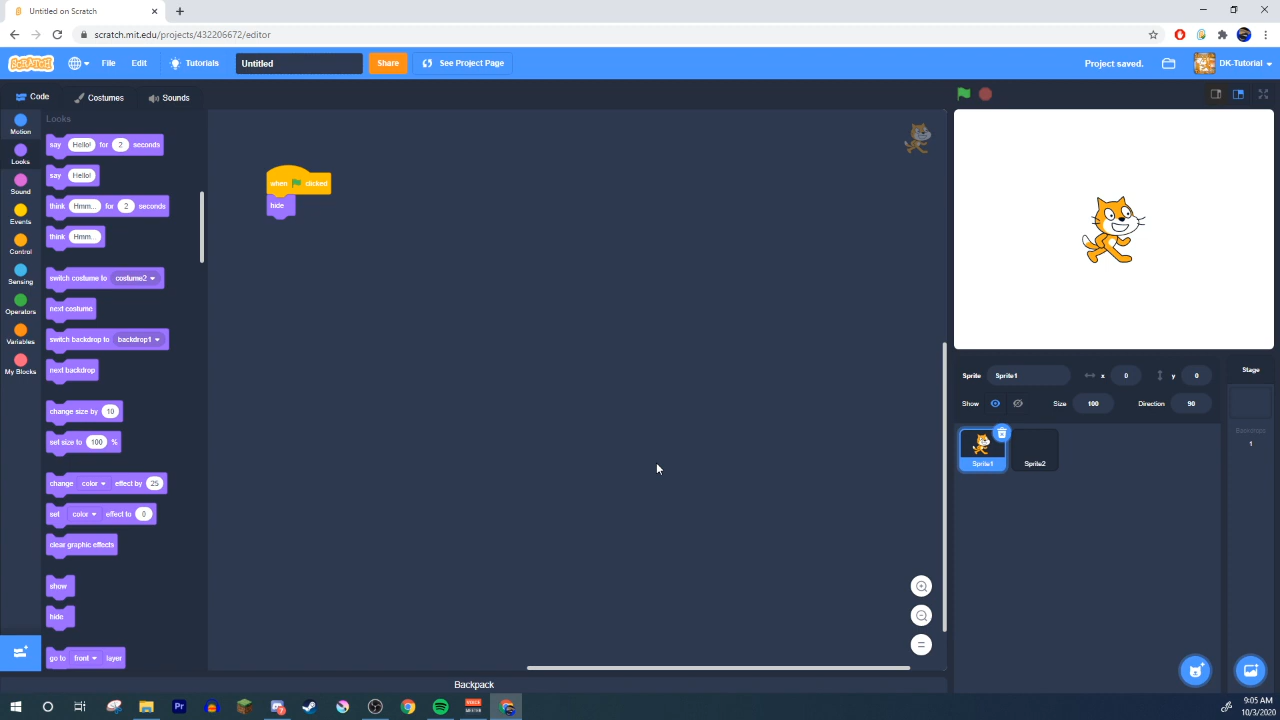 Untitled on Scratch
scratch.mit.edu/projects/432206672/editor
SCRATCH
File
Edit
Tutorials
Untitled
Share
See Project Page
Project saved.
DK-Tutorial
Code
Costumes
Sounds
Motion
Looks
Sound
Events
Control
Sensing
Operators
Variables
My Blocks
Looks
say Hello! for 2 seconds
say Hello!
think Hmm... for 2 seconds
think Hmm...
switch costume to costume2
next costume
switch backdrop to backdrop1
next backdrop
change size by 10
set size to 100 %
change color effect by 25
set color effect to 0
clear graphic effects
show
hide
go to front layer
when clicked
hide
Sprite Sprite1 x 0 y 0
Show Size 100 Direction 90
Sprite1
Sprite2
Stage
Backdrops
1
Backpack
9:05 AM
10/3/2020